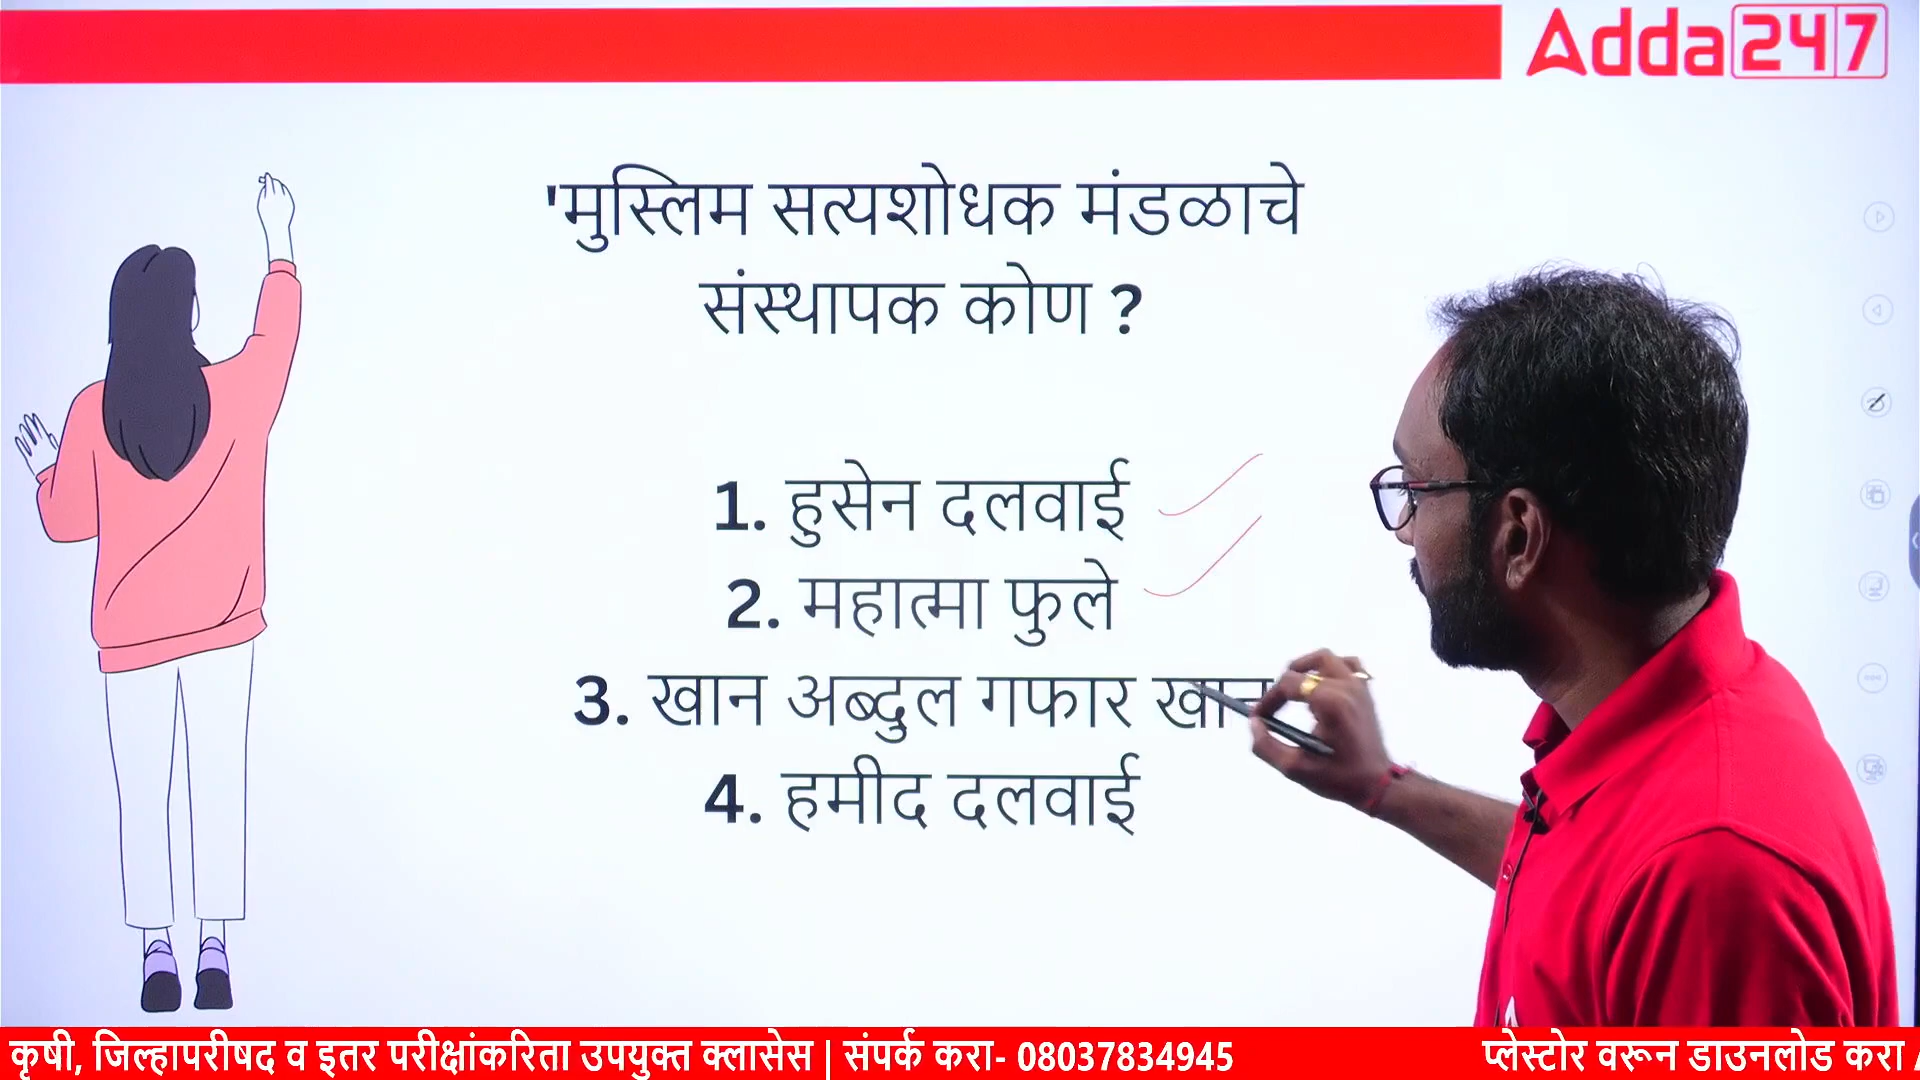 Adda247
'मुस्लिम सत्यशोधक मंडळाचे
संस्थापक कोण ?
1. हुसेन दलवाई
2. महात्मा फुले
3. खान अब्दुल गफार खान
4. हमीद दलवाई
कृषी, जिल्हापरीषद व इतर परीक्षांकरिता उपयुक्त क्लासेस | संपर्क करा- 08037834945 प्लेस्टोर वरून डाउनलोड करा